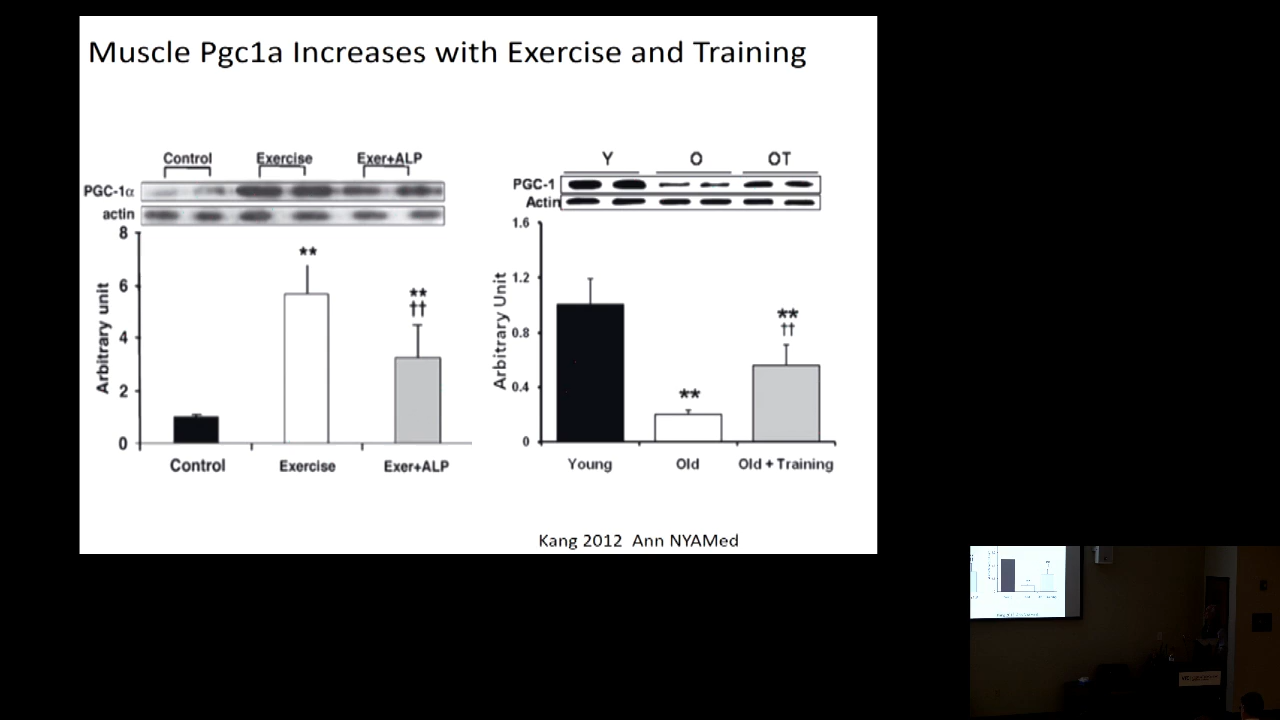 Muscle Pgc1a Increases with Exercise and Training
Control Exercise Exer+ALP
PGC-1α
actin
8
6
4
2
0
Arbitrary unit
**
**
††
Control Exercise Exer+ALP
Y O OT
PGC-1
Actin
1.6
1.2
0.8
0.4
0
Arbitrary Unit
**
**
††
Young Old Old + Training
Kang 2012 Ann NYAMed